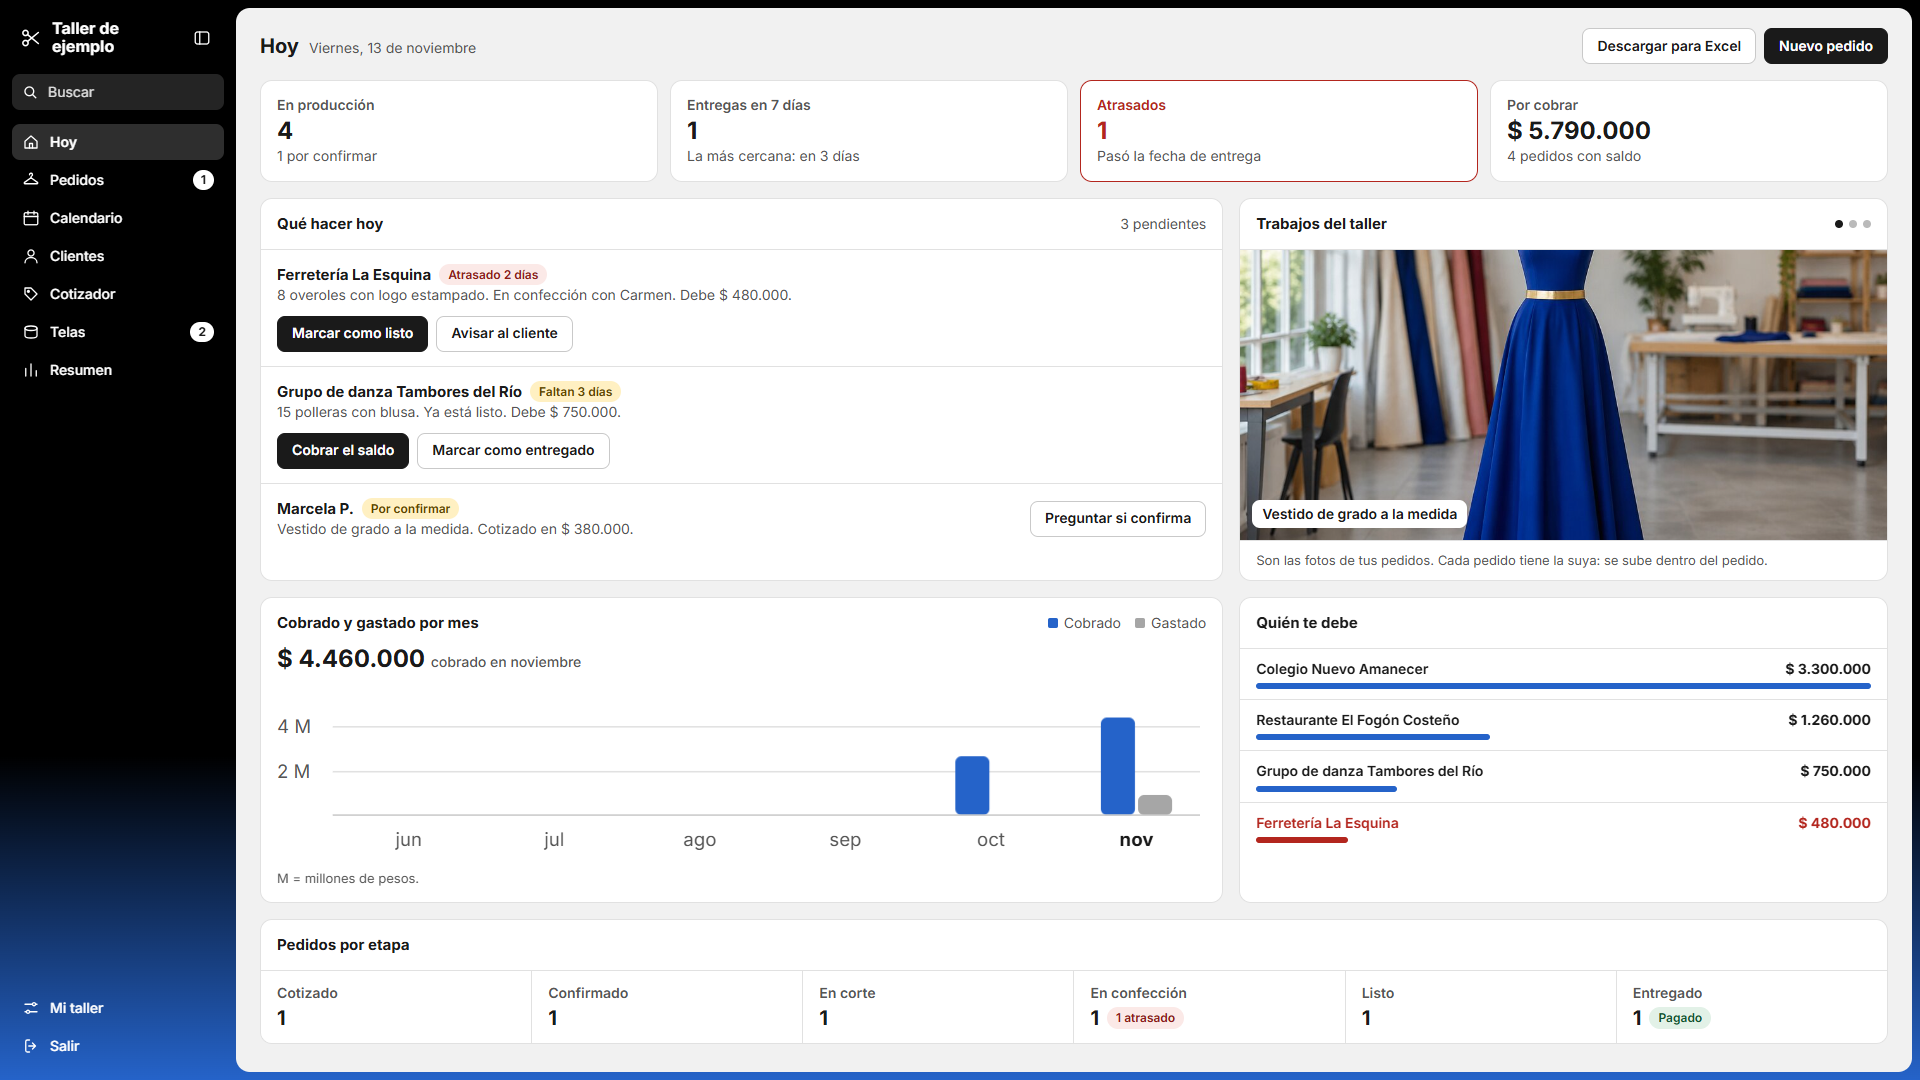 Taller de
ejemplo
Buscar
Hoy
Pedidos 1
Calendario
Clientes
Cotizador
Telas 2
Resumen
Mi taller
Salir
Hoy Viernes, 13 de noviembre
Descargar para Excel
Nuevo pedido
En producción
4
1 por confirmar
Entregas en 7 días
1
La más cercana: en 3 días
Atrasados
1
Pasó la fecha de entrega
Por cobrar
$ 5.790.000
4 pedidos con saldo
Qué hacer hoy
3 pendientes
Ferretería La Esquina Atrasado 2 días
8 overoles con logo estampado. En confección con Carmen. Debe $ 480.000.
Marcar como listo
Avisar al cliente
Grupo de danza Tambores del Río Faltan 3 días
15 polleras con blusa. Ya está listo. Debe $ 750.000.
Cobrar el saldo
Marcar como entregado
Marcela P. Por confirmar
Vestido de grado a la medida. Cotizado en $ 380.000.
Preguntar si confirma
Trabajos del taller
Vestido de grado a la medida
Son las fotos de tus pedidos. Cada pedido tiene la suya: se sube dentro del pedido.
Cobrado y gastado por mes
Cobrado Gastado
$ 4.460.000 cobrado en noviembre
4 M
2 M
jun jul ago sep oct nov
M = millones de pesos.
Quién te debe
Colegio Nuevo Amanecer $ 3.300.000
Restaurante El Fogón Costeño $ 1.260.000
Grupo de danza Tambores del Río $ 750.000
Ferretería La Esquina $ 480.000
Pedidos por etapa
Cotizado
1
Confirmado
1
En corte
1
En confección
1 1 atrasado
Listo
1
Entregado
1 Pagado